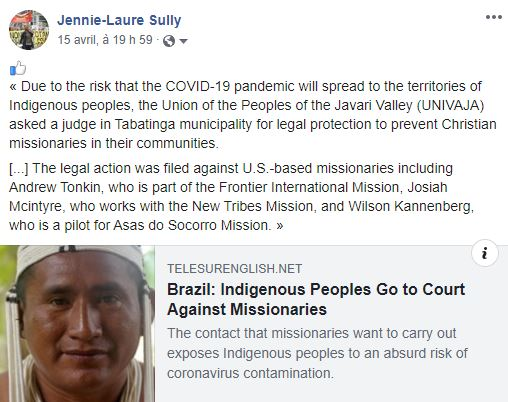 Jennie-Laure Sully
15 avril, à 19 h 59 ·
« Due to the risk that the COVID-19 pandemic will spread to the territories of
Indigenous peoples, the Union of the Peoples of the Javari Valley (UNIVAJA)
asked a judge in Tabatinga municipality for legal protection to prevent Christian
missionaries in their communities.
[...] The legal action was filed against U.S.-based missionaries including
Andrew Tonkin, who is part of the Frontier International Mission, Josiah
Mcintyre, who works with the New Tribes Mission, and Wilson Kannenberg,
who is a pilot for Asas do Socorro Mission. »
TELESURENGLISH.NET
Brazil: Indigenous Peoples Go to Court
Against Missionaries
The contact that missionaries want to carry out
exposes Indigenous peoples to an absurd risk of
coronavirus contamination.